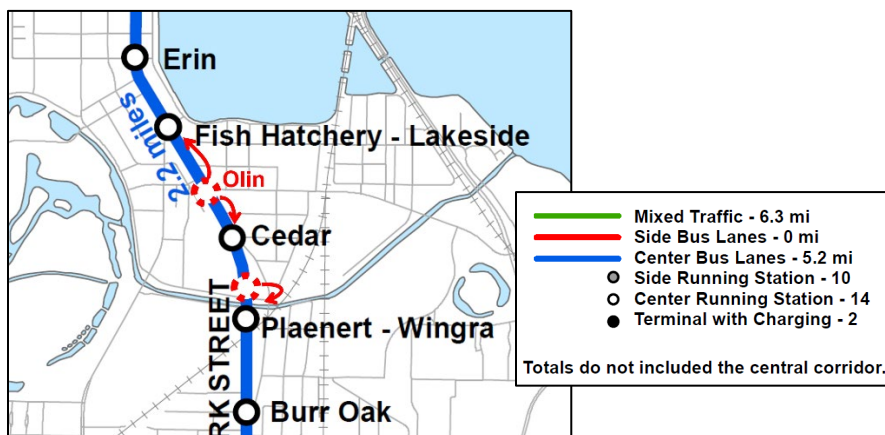 Erin
2.2 miles
Fish Hatchery - Lakeside
Olin
Cedar
RK STREET
Plaenert - Wingra
Burr Oak
Mixed Traffic - 6.3 mi
Side Bus Lanes - 0 mi
Center Bus Lanes - 5.2 mi
Side Running Station - 10
Center Running Station - 14
Terminal with Charging - 2
Totals do not included the central corridor.